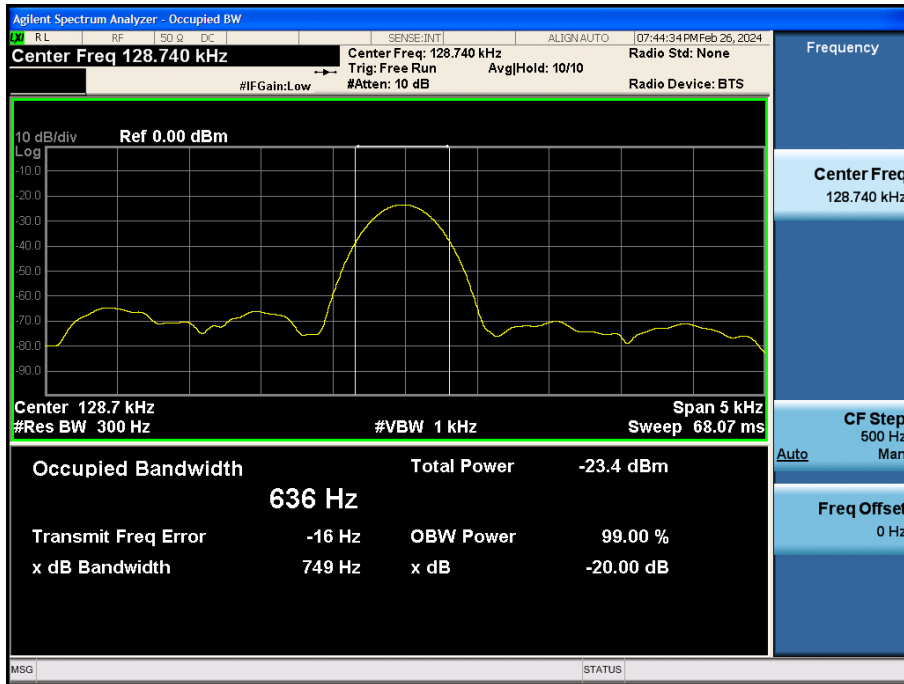 Agilent Spectrum Analyzer - Occupied BW
LXI RL RF 50 Ω DC SENSE:INT ALIGN AUTO 07:44:34 PM Feb 26, 2024
Center Freq 128.740 kHz
Center Freq: 128.740 kHz
Radio Std: None
Trig: Free Run Avg|Hold: 10/10
#IFGain:Low
#Atten: 10 dB
Radio Device: BTS
10 dB/div Ref 0.00 dBm
Log
-10.0
-20.0
-30.0
-40.0
-50.0
-60.0
-70.0
-80.0
-90.0
Center 128.7 kHz Span 5 kHz
#Res BW 300 Hz #VBW 1 kHz Sweep 68.07 ms
Occupied Bandwidth Total Power -23.4 dBm
636 Hz
Transmit Freq Error -16 Hz OBW Power 99.00 %
x dB Bandwidth 749 Hz x dB -20.00 dB
MSG STATUS
Frequency
Center Freq
128.740 kHz
CF Step
500 Hz
Auto Man
Freq Offset
0 Hz